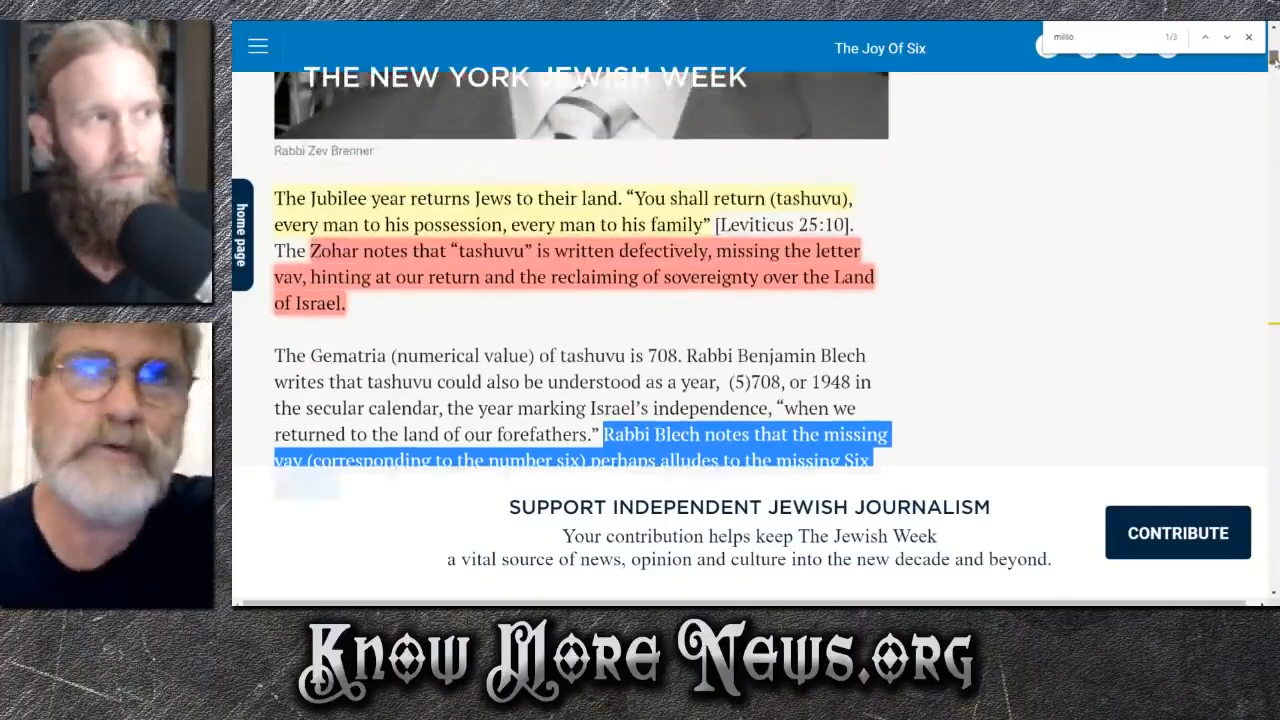 The Joy Of Six
millio
1/3
THE NEW YORK JEWISH WEEK
Rabbi Zev Brenner
home page
The Jubilee year returns Jews to their land. “You shall return (tashuvu),
every man to his possession, every man to his family” [Leviticus 25:10].
The Zohar notes that “tashuvu” is written defectively, missing the letter
vav, hinting at our return and the reclaiming of sovereignty over the Land
of Israel.
The Gematria (numerical value) of tashuvu is 708. Rabbi Benjamin Blech
writes that tashuvu could also be understood as a year, (5)708, or 1948 in
the secular calendar, the year marking Israel’s independence, “when we
returned to the land of our forefathers.” Rabbi Blech notes that the missing
vav (corresponding to the number six) perhaps alludes to the missing Six
SUPPORT INDEPENDENT JEWISH JOURNALISM
Your contribution helps keep The Jewish Week
a vital source of news, opinion and culture into the new decade and beyond.
CONTRIBUTE
KNOW MORE NEWS.ORG